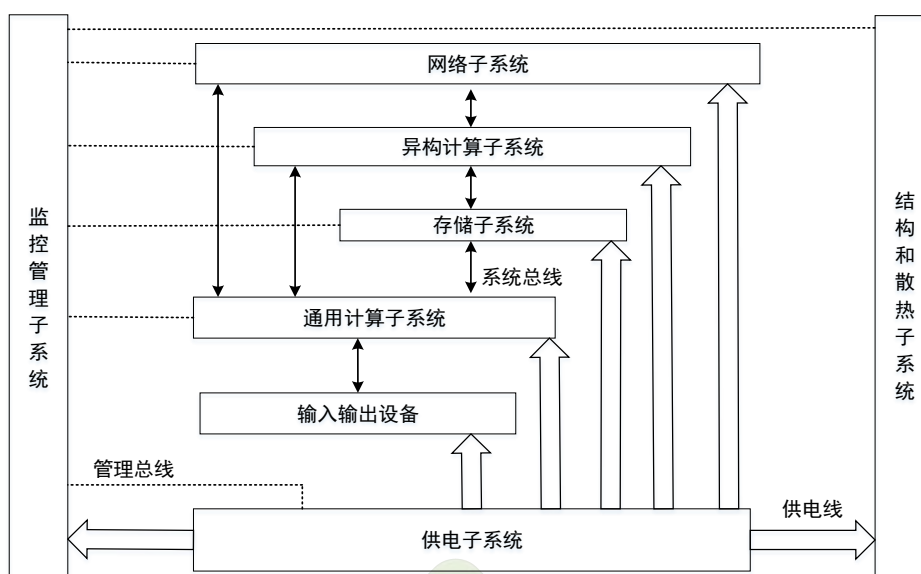 网络子系统
异构计算子系统
存储子系统
系统总线
通用计算子系统
输入输出设备
管理总线
供电子系统
供电线
监控管理子系统
结构和散热子系统